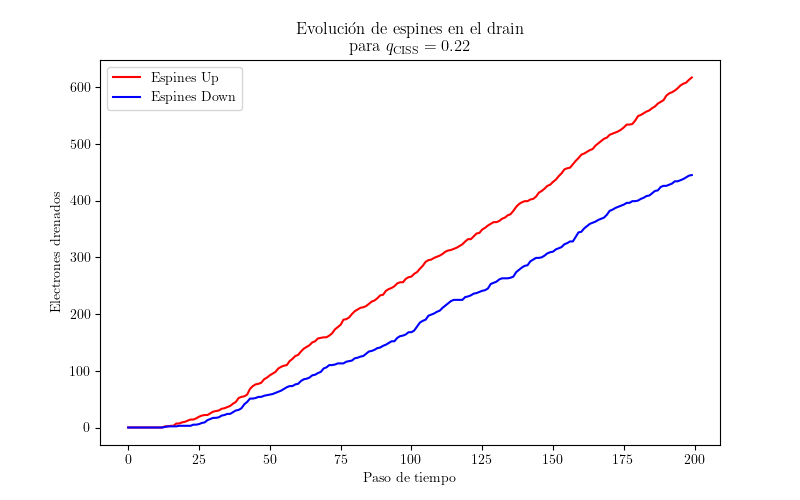 Evolución de espines en el drain
para q_CISS = 0.22
Espines Up
Espines Down
Electrones drenados
600
500
400
300
200
100
0
0 25 50 75 100 125 150 175 200
Paso de tiempo